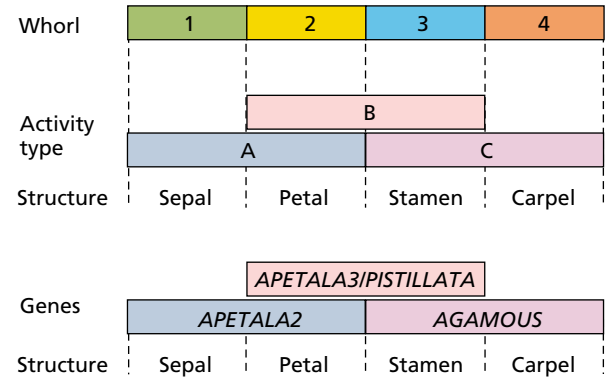 Whorl 1 2 3 4
B
Activity
type
A C
Structure Sepal Petal Stamen Carpel
APETALA3/PISTILLATA
Genes
APETALA2 AGAMOUS
Structure Sepal Petal Stamen Carpel